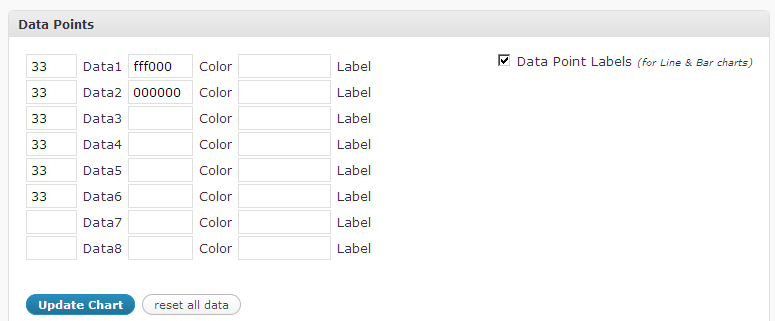 Data Points
33 Data1 fff000 Color Label
Data Point Labels (for Line & Bar charts)
33 Data2 000000 Color Label
33 Data3 Color Label
33 Data4 Color Label
33 Data5 Color Label
33 Data6 Color Label
Data7 Color Label
Data8 Color Label
Update Chart reset all data